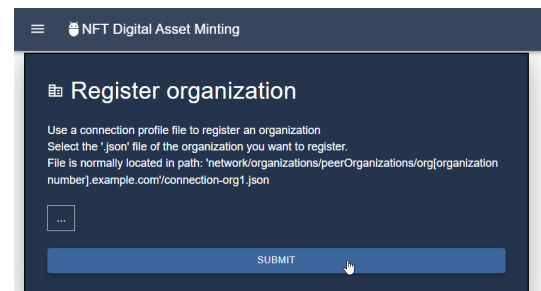 NFT Digital Asset Minting
Register organization
Use a connection profile file to register an organization
Select the '.json' file of the organization you want to register.
File is normally located in path: 'network/organizations/peerOrganizations/org[organization
number].example.com'/connection-org1.json
...
SUBMIT